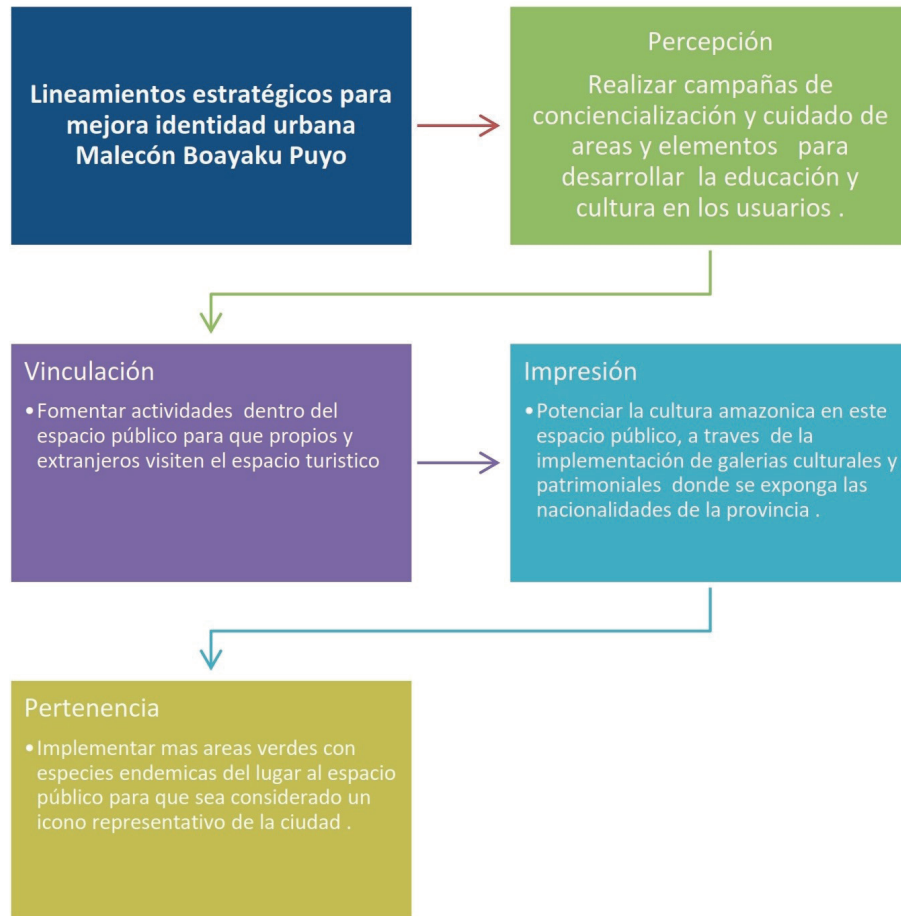 Lineamientos estratégicos para
mejora identidad urbana
Malecón Boayaku Puyo
Percepción
Realizar campañas de
conciencialización y cuidado de
areas y elementos para
desarrollar la educación y
cultura en los usuarios .
Vinculación
•Fomentar actividades dentro del
espacio público para que propios y
extranjeros visiten el espacio turistico
Impresión
•Potenciar la cultura amazonica en este
espacio público, a traves de la
implementación de galerias culturales y
patrimoniales donde se exponga las
nacionalidades de la provincia .
Pertenencia
•Implementar mas areas verdes con
especies endemicas del lugar al espacio
público para que sea considerado un
icono representativo de la ciudad .